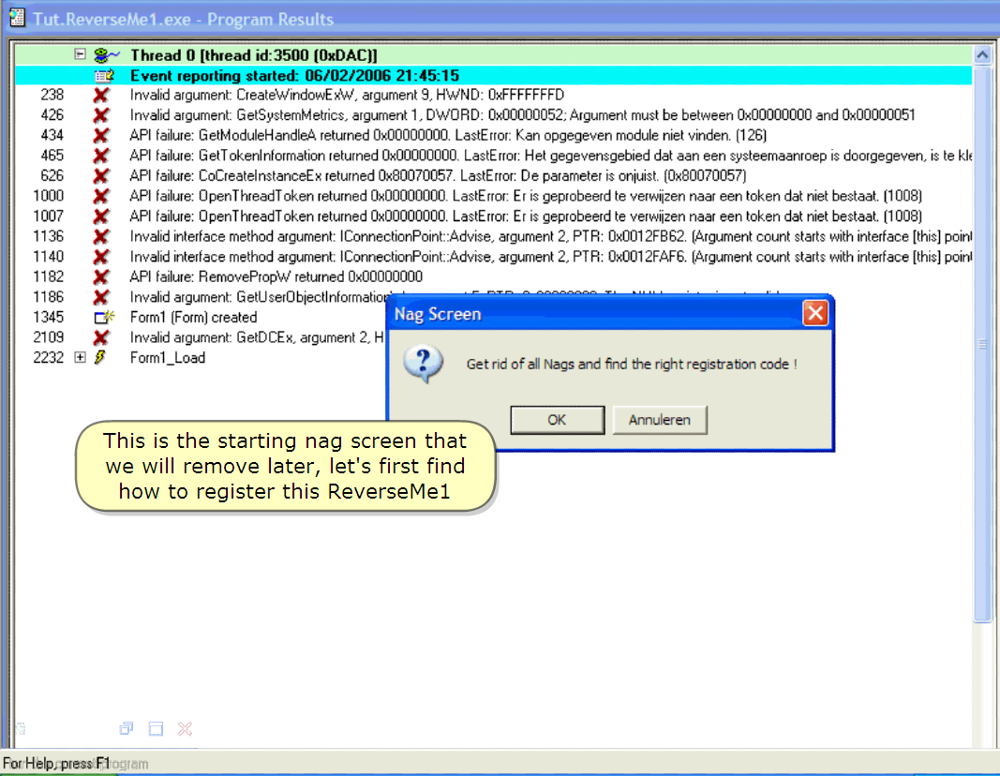 Tut.ReverseMe1.exe - Program Results
Thread 0 [thread id:3500 (0xDAC)]
Event reporting started: 06/02/2006 21:45:15
238 Invalid argument: CreateWindowExW, argument 9, HWND: 0xFFFFFFFD
426 Invalid argument: GetSystemMetrics, argument 1, DWORD: 0x00000052; Argument must be between 0x00000000 and 0x00000051
434 API failure: GetModuleHandleA returned 0x00000000. LastError: Kan opgegeven module niet vinden. (126)
465 API failure: GetTokenInformation returned 0x00000000. LastError: Het gegevensgebied dat aan een systeemaanroep is doorgegeven, is te kle
626 API failure: CoCreateInstanceEx returned 0x80070057. LastError: De parameter is onjuist. (0x80070057)
1000 API failure: OpenThreadToken returned 0x00000000. LastError: Er is geprobeerd te verwijzen naar een token dat niet bestaat. (1008)
1007 API failure: OpenThreadToken returned 0x00000000. LastError: Er is geprobeerd te verwijzen naar een token dat niet bestaat. (1008)
1136 Invalid interface method argument: IConnectionPoint::Advise, argument 2, PTR: 0x0012FB62. (Argument count starts with interface [this] point
1140 Invalid interface method argument: IConnectionPoint::Advise, argument 2, PTR: 0x0012FAF6. (Argument count starts with interface [this] point
1182 API failure: RemovePropW returned 0x00000000
1186 Invalid argument: GetUserObjectInformation
1345 Form1 (Form) created
2109 Invalid argument: GetDCEx, argument 2, H
2232 Form1_Load
Nag Screen
Get rid of all Nags and find the right registration code !
OK Annuleren
This is the starting nag screen that
we will remove later, let's first find
how to register this ReverseMe1
For Help, press F1